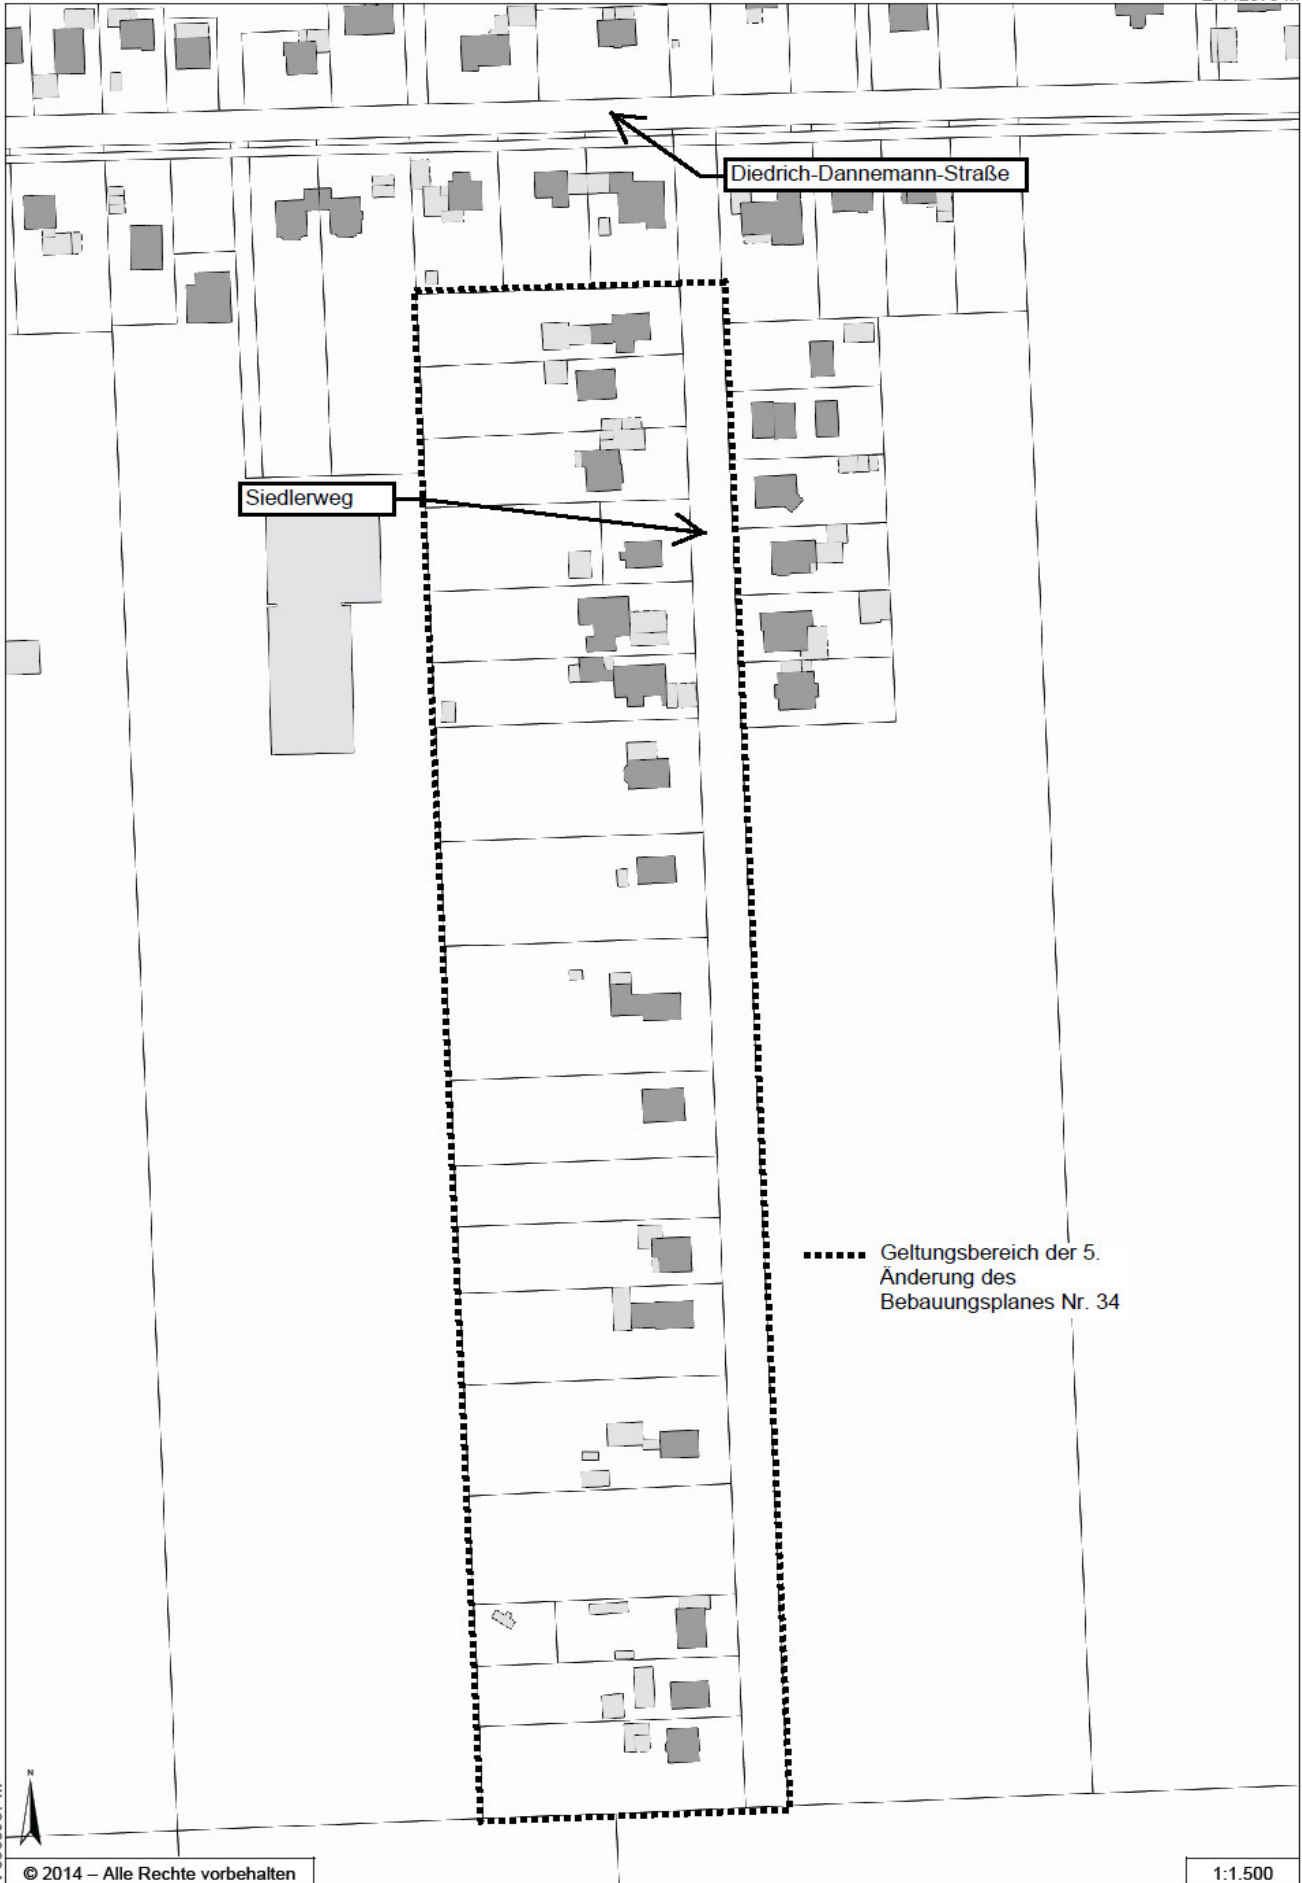 Diedrich-Dannemann-Straße
Siedlerweg
Geltungsbereich der 5.
Änderung des
Bebauungsplanes Nr. 34
N
© 2014 – Alle Rechte vorbehalten
1:1.500